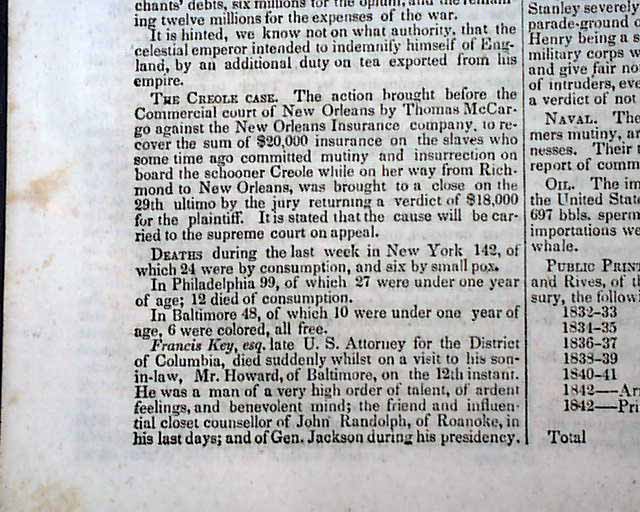 chants' debts, six millions for the opium, and the remain-
ing twelve millions for the expenses of the war.
It is hinted, we know not on what authority, that the
celestial emperor intended to indemnify himself of Eng-
land, by an additional duty on tea exported from his
empire.
THE CREOLE CASE. The action brought before the
Commercial court of New Orleans by Thomas McCar-
go against the New Orleans Insurance company, to re-
cover the sum of $20,000 insurance on the slaves who
some time ago committed mutiny and insurrection on
board the schooner Creole while on her way from Rich-
mond to New Orleans, was brought to a close on the
29th ultimo by the jury returning a verdict of $18,000
for the plaintiff. It is stated that the cause will be car-
ried to the supreme court on appeal.
DEATHS during the last week in New York 142, of
which 24 were by consumption, and six by small pox.
In Philadelphia 99, of which 27 were under one year
of age; 12 died of consumption.
In Baltimore 48, of which 10 were under one year of
age, 6 were colored, all free.
Francis Key, esq. late U. S. Attorney for the District
of Columbia, died suddenly whilst on a visit to his son-
in-law, Mr. Howard, of Baltimore, on the 12th instant.
He was a man of a very high order of talent, of ardent
feelings, and benevolent mind; the friend and influen-
tial closet counsellor of John Randolph, of Roanoke, in
his last days; and of Gen. Jackson during his presidency.
Stanley severely
parade-ground
Henry being a s
military corps w
and give fair no
of intruders, eve
a verdict of not
NAVAL. The
mers mutiny, ar
nesses. Their t
report of comm
OIL. The im
the United State
697 bbls. sperm
importations we
whale.
PUBLIC PRINT
and Rives, of th
sury, the followi
1832-33
1834-35
1836-37
1838-39
1840-41
1842—Ar
1842—Pri
Total